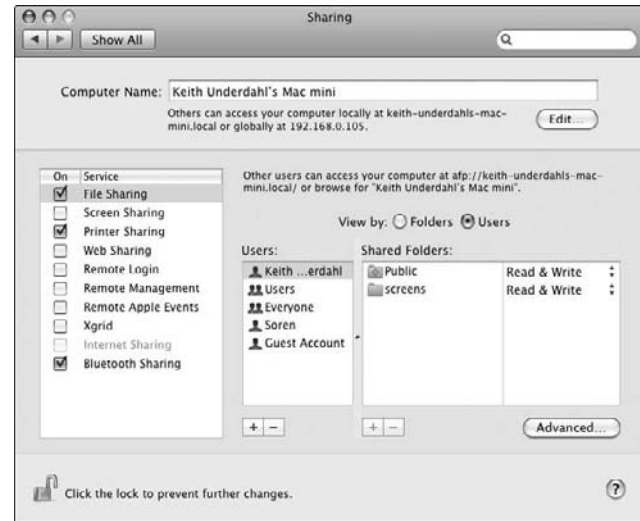 Sharing
Show All
Computer Name: Keith Underdahl's Mac mini
Others can access your computer locally at keith-underdahls-mac-
mini.local or globally at 192.168.0.105.
Edit...
On Service
File Sharing
Screen Sharing
Printer Sharing
Web Sharing
Remote Login
Remote Management
Remote Apple Events
Xgrid
Internet Sharing
Bluetooth Sharing
Other users can access your computer at afp://keith-underdahls-mac-
mini.local/ or browse for "Keith Underdahl's Mac mini".
View by: Folders Users
Users:
Keith ...erdahl
Users
Everyone
Soren
Guest Account
Shared Folders:
Public Read & Write
screens Read & Write
+ −
+ −
Advanced...
Click the lock to prevent further changes.
?